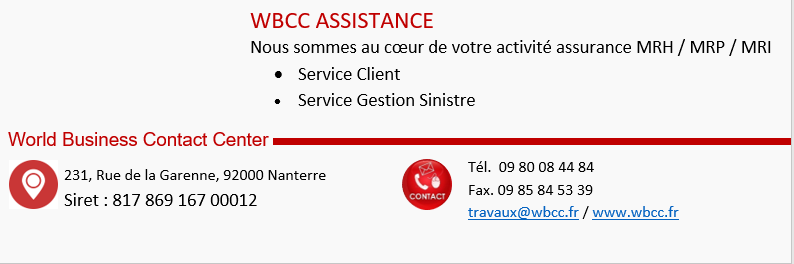 WBCC ASSISTANCE
Nous sommes au cœur de votre activité assurance MRH / MRP / MRI
• Service Client
• Service Gestion Sinistre
World Business Contact Center
231, Rue de la Garenne, 92000 Nanterre
Siret : 817 869 167 00012
CONTACT
Tél. 09 80 08 44 84
Fax. 09 85 84 53 39
travaux@wbcc.fr / www.wbcc.fr